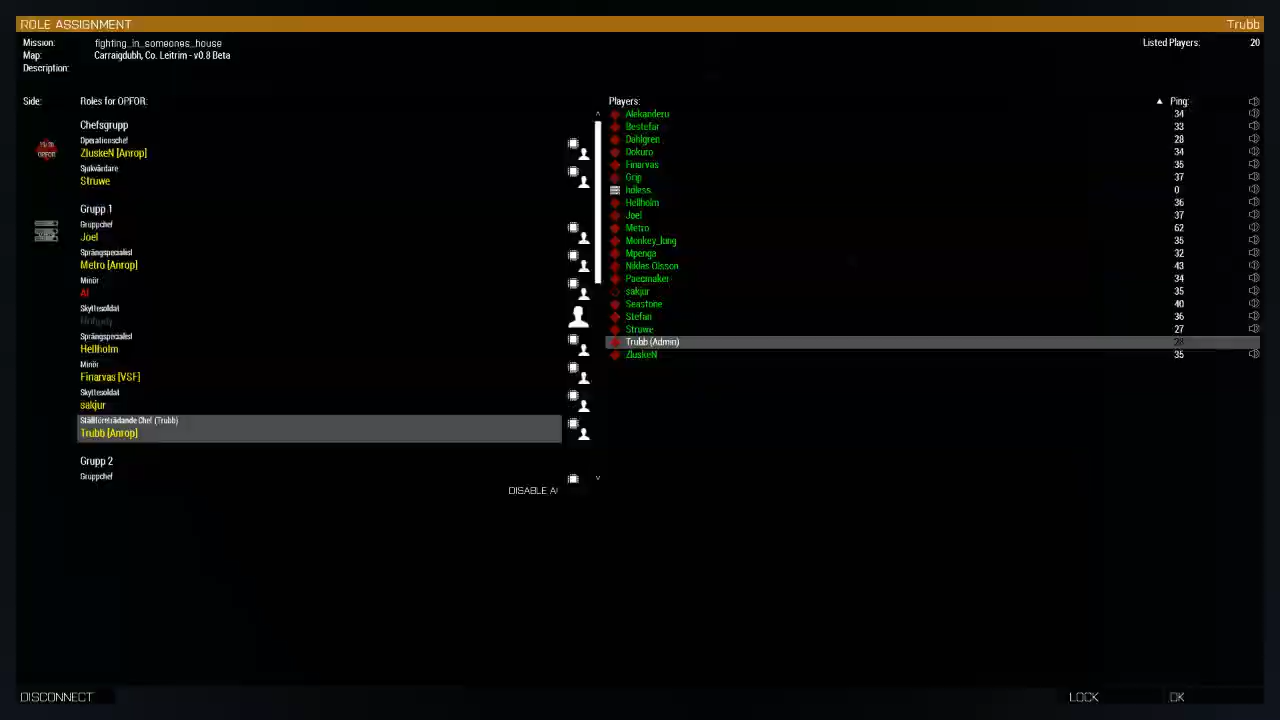 ROLE ASSIGNMENT
Trubb
Mission: fighting_in_someones_house
Listed Players: 20
Map: Carraigdubh, Co. Leitrim - v0.8 Beta
Description:
Side:
Roles for OPFOR:
Chefsgrupp
Operationschef
ZluskeN [Anrop]
Sjukvårdare
Struwe
Grupp 1
Gruppchef
Joel
Sprängspecialist
Metro [Anrop]
Minör
AI
Skyttesoldat
Sprängspecialist
Hellholm
Minör
Finarvas [VSF]
Skyttesoldat
sakjur
Ställföreträdande Chef (Trubb)
Trubb [Anrop]
Grupp 2
Gruppchef
DISABLE AI
Players: Ping:
Alekanderu 34
Bestefar 33
Dahlgren 28
Dokuro 34
Finarvas 35
Grip 37
hdless 0
Hellholm 36
Joel 37
Metro 62
Monkey_lung 35
Mpenga 32
Niklas Olsson 43
Pacemaker 34
sakjur 35
Seastone 40
Stefan 36
Struwe 27
Trubb (Admin) 28
ZluskeN 35
DISCONNECT
LOCK
OK